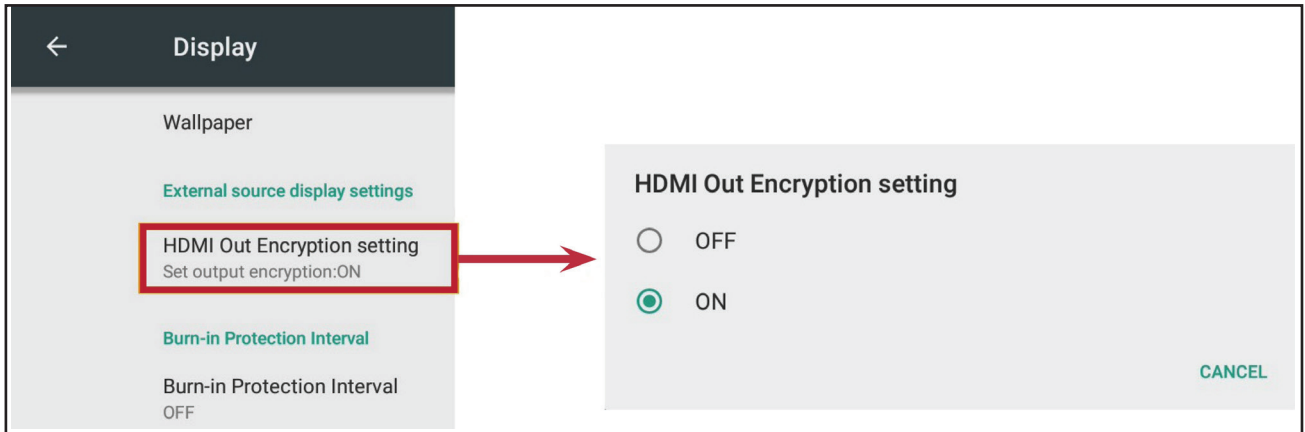 Display
Wallpaper
External source display settings
HDMI Out Encryption setting
Set output encryption:ON
Burn-in Protection Interval
Burn-in Protection Interval
OFF
HDMI Out Encryption setting
OFF
ON
CANCEL